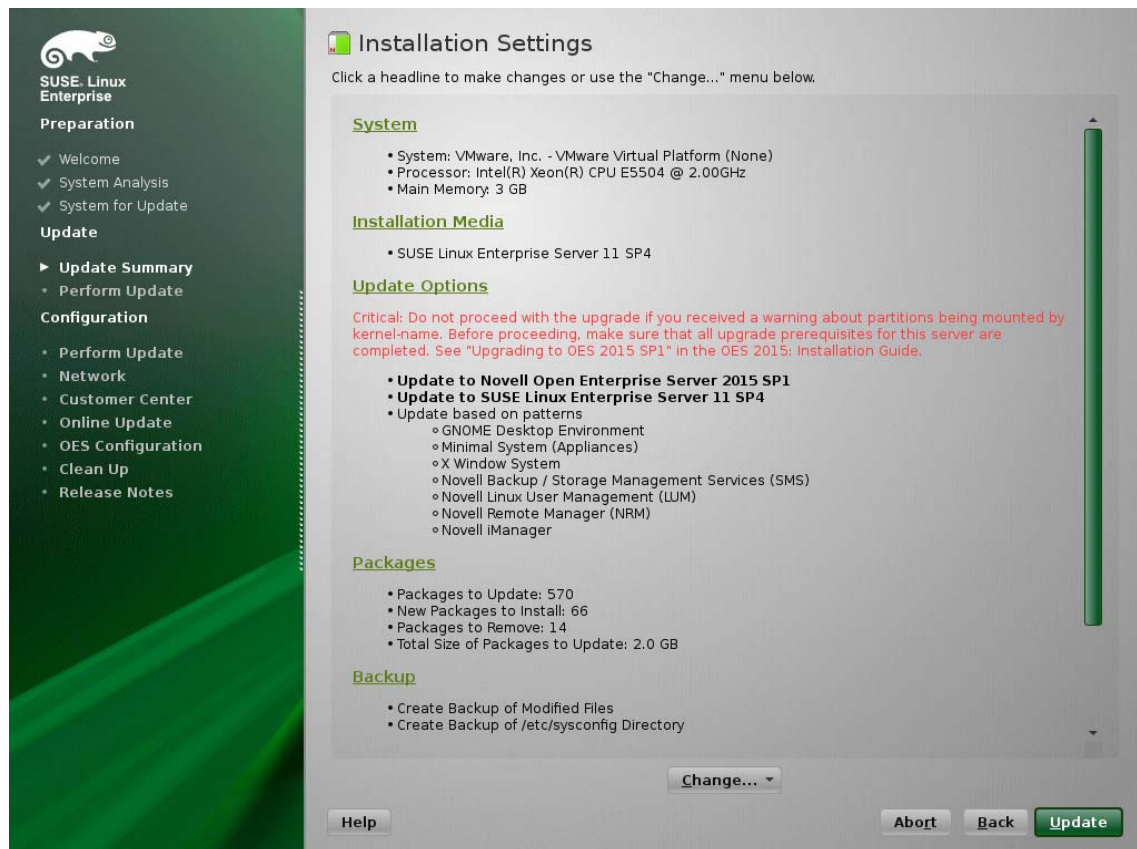 SUSE. Linux
Enterprise
Preparation
Welcome
System Analysis
System for Update
Update
Update Summary
Perform Update
Configuration
Perform Update
Network
Customer Center
Online Update
OES Configuration
Clean Up
Release Notes
Installation Settings
Click a headline to make changes or use the "Change..." menu below.
System
• System: VMware, Inc. - VMware Virtual Platform (None)
• Processor: Intel(R) Xeon(R) CPU E5504 @ 2.00GHz
• Main Memory: 3 GB
Installation Media
• SUSE Linux Enterprise Server 11 SP4
Update Options
Critical: Do not proceed with the upgrade if you received a warning about partitions being mounted by
kernel-name. Before proceeding, make sure that all upgrade prerequisites for this server are
completed. See "Upgrading to OES 2015 SP1" in the OES 2015: Installation Guide.
• Update to Novell Open Enterprise Server 2015 SP1
• Update to SUSE Linux Enterprise Server 11 SP4
• Update based on patterns
GNOME Desktop Environment
Minimal System (Appliances)
X Window System
Novell Backup / Storage Management Services (SMS)
Novell Linux User Management (LUM)
Novell Remote Manager (NRM)
Novell iManager
Packages
• Packages to Update: 570
• New Packages to Install: 66
• Packages to Remove: 14
• Total Size of Packages to Update: 2.0 GB
Backup
• Create Backup of Modified Files
• Create Backup of /etc/sysconfig Directory
Change...
Help
Abort
Back
Update